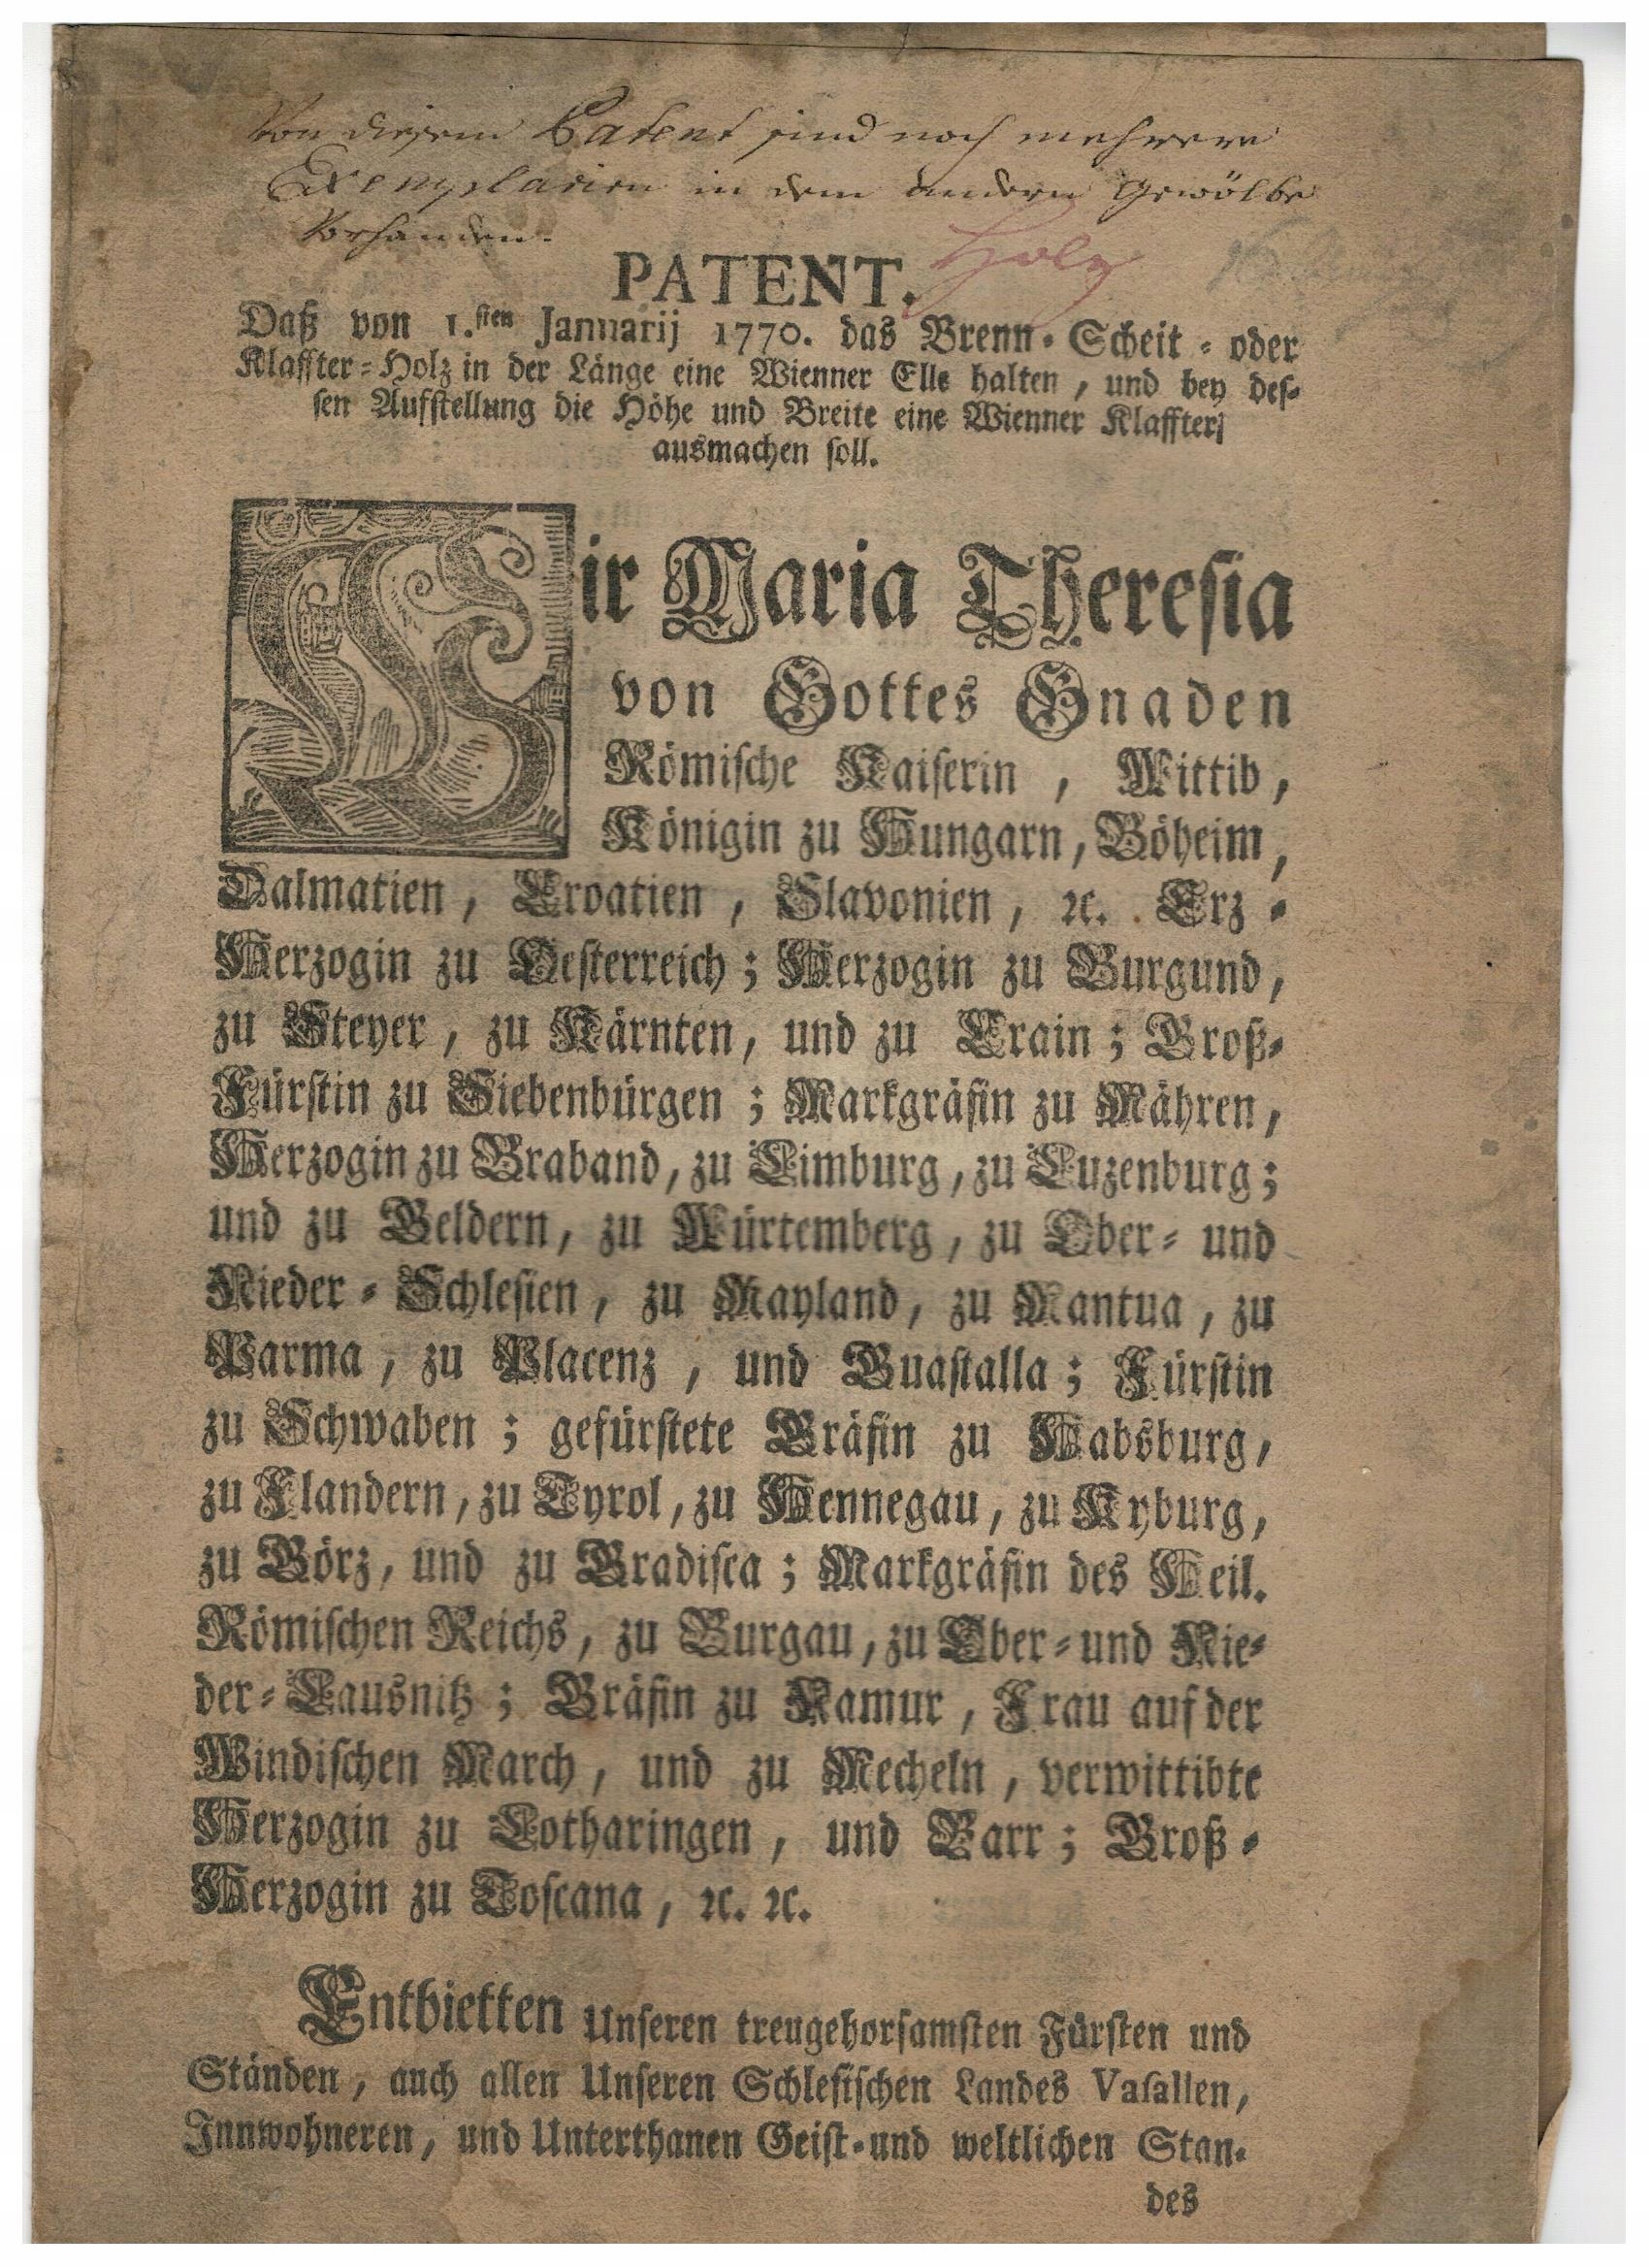 Von diesem Patent sind noch mehrere
Exemplarien in dem andern Gewölbe
Vorhanden.
Holz
PATENT.
Daß von 1.sten Januarij 1770. das Brenn- Scheit- oder
Klaffter-Holz in der Länge eine Wienner Elle halten, und bey des-
sen Aufstellung die Höhe und Breite eine Wienner Klaffter
ausmachen soll.
Wir Maria Theresia
von Gottes Gnaden
Römische Kaiserin, Wittib,
Königin zu Hungarn, Böheim,
Dalmatien, Croatien, Slavonien, ꝛc. Erz-
Herzogin zu Oesterreich; Herzogin zu Burgund,
zu Steyer, zu Kärnten, und zu Crain; Groß-
Fürstin zu Siebenbürgen; Markgräfin zu Mähren,
Herzogin zu Braband, zu Limburg, zu Luzenburg;
und zu Geldern, zu Würtemberg, zu Ober- und
Nieder-Schlesien, zu Mayland, zu Mantua, zu
Parma, zu Placenz, und Guastalla; Fürstin
zu Schwaben; gefürstete Gräfin zu Habsburg,
zu Flandern, zu Tyrol, zu Hennegau, zu Kyburg,
zu Görz, und zu Gradisca; Markgräfin des Heil.
Römischen Reichs, zu Burgau, zu Ober- und Nie-
der-Lausnitz; Gräfin zu Namur, Frau auf der
Windischen March, und zu Mecheln, verwittibte
Herzogin zu Lotharingen, und Barr; Groß-
Herzogin zu Toscana, ꝛc. ꝛc.
Entbietten Unseren treugehorsamsten Fürsten und
Ständen, auch allen Unseren Schlesischen Landes Vasallen,
Innwohneren, und Unterthanen Geist- und weltlichen Stan-
des